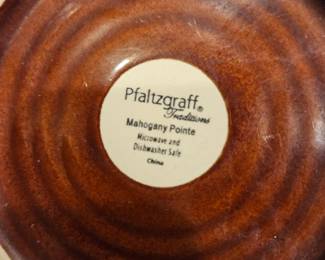 Pfaltzgraff®
Traditions
Mahogany Pointe
Microwave and
Dishwasher Safe
China